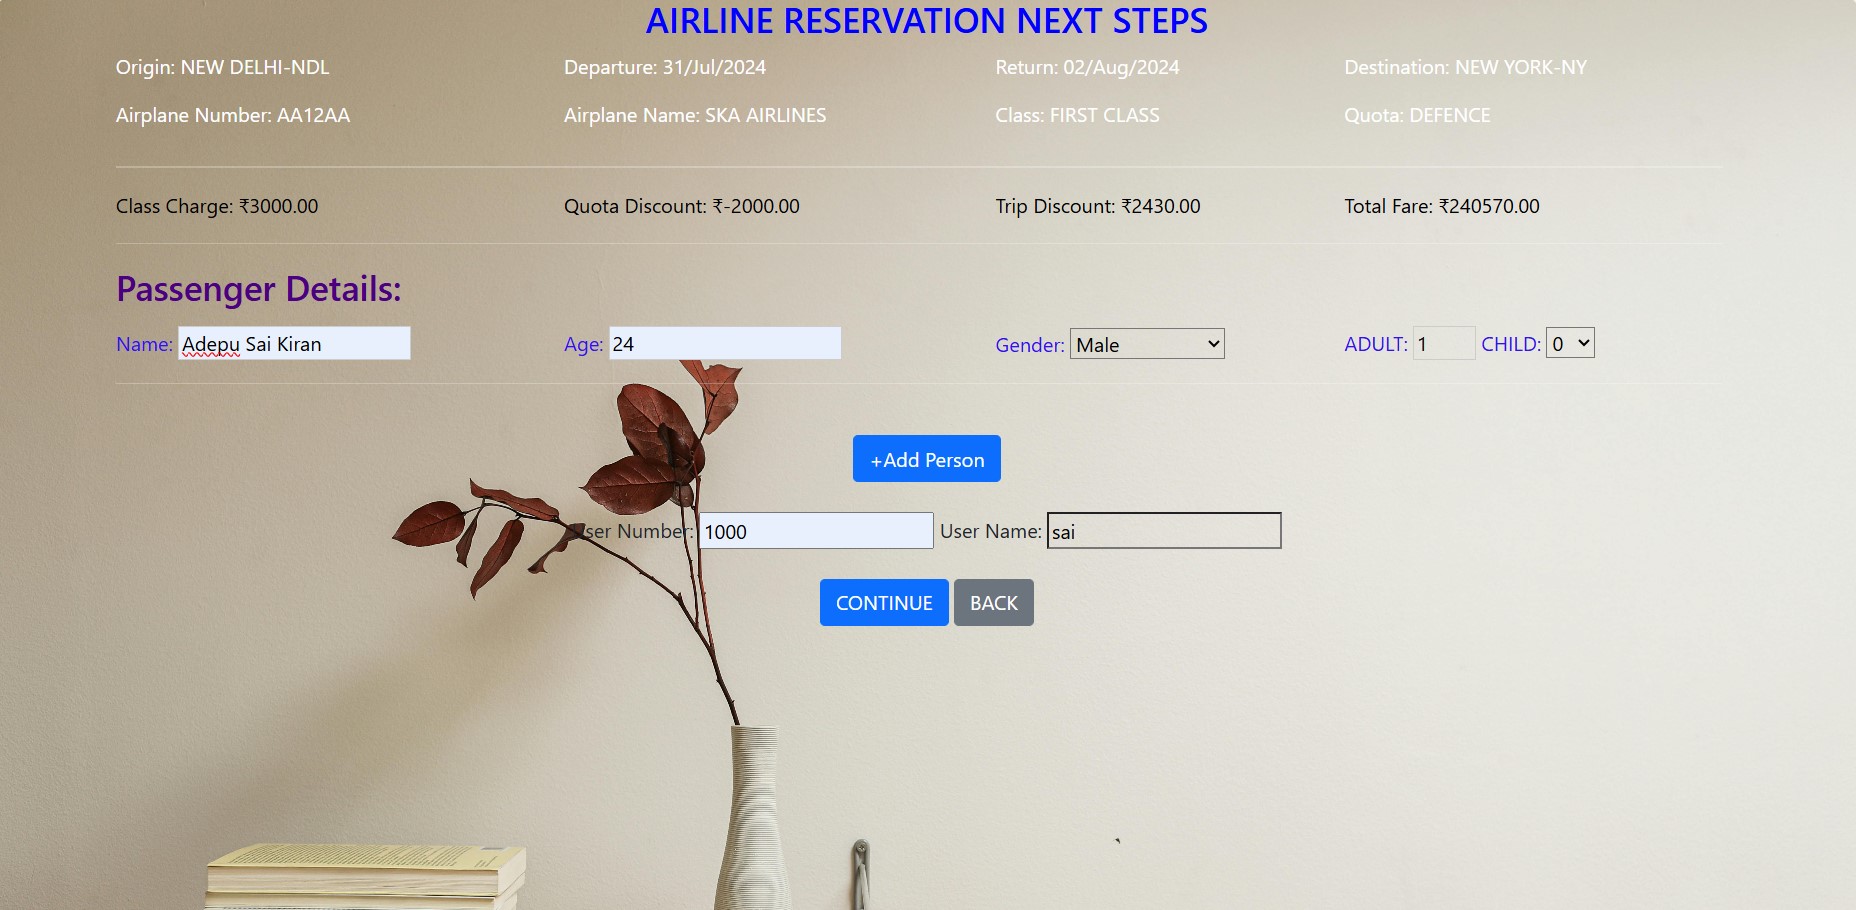 AIRLINE RESERVATION NEXT STEPS
Origin: NEW DELHI-NDL Departure: 31/Jul/2024 Return: 02/Aug/2024 Destination: NEW YORK-NY
Airplane Number: AA12AA Airplane Name: SKA AIRLINES Class: FIRST CLASS Quota: DEFENCE
Class Charge: ₹3000.00 Quota Discount: ₹-2000.00 Trip Discount: ₹2430.00 Total Fare: ₹240570.00
Passenger Details:
Name: Adepu Sai Kiran Age: 24 Gender: Male ADULT: 1 CHILD: 0
+Add Person
User Number: 1000 User Name: sai
CONTINUE BACK